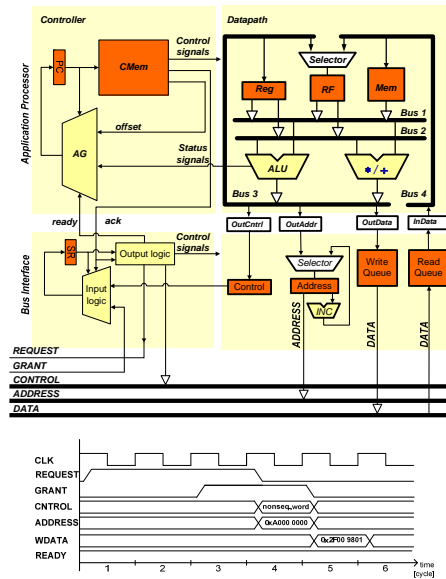 Controller
Datapath
Application Processor
PC
CMem
Control signals
Selector
Reg
RF
Mem
offset
Bus 1
Bus 2
AG
Status signals
ALU
* / +
Bus 3
Bus 4
ready
ack
OutCntrl
OutAddr
OutData
InData
Bus Interface
SR
Output logic
Control signals
Selector
Write Queue
Read Queue
Input logic
Control
Address
INC
ADDRESS
DATA
DATA
REQUEST
GRANT
CONTROL
ADDRESS
DATA
CLK
REQUEST
GRANT
CNTROL
nonseq,word
ADDRESS
0xA000 0000
WDATA
0x2F00 9801
READY
1 2 3 4 5 6
time
[cycle]